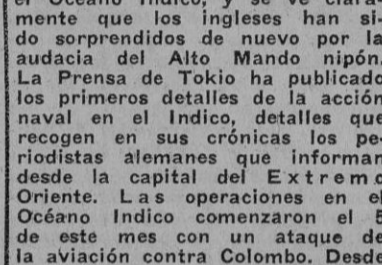 el Océano Indico, y se ve clara-
mente que los ingleses han si-
do sorprendidos de nuevo por la
audacia del Alto Mando nipón.
La Prensa de Tokio ha publicado
los primeros detalles de la acción
naval en el Indico, detalles que
recogen en sus crónicas los pe-
riodistas alemanes que informan
desde la capital del Extremo
Oriente. Las operaciones en el
Océano Indico comenzaron el 5
de este mes con un ataque de
la aviación contra Colombo. Desde